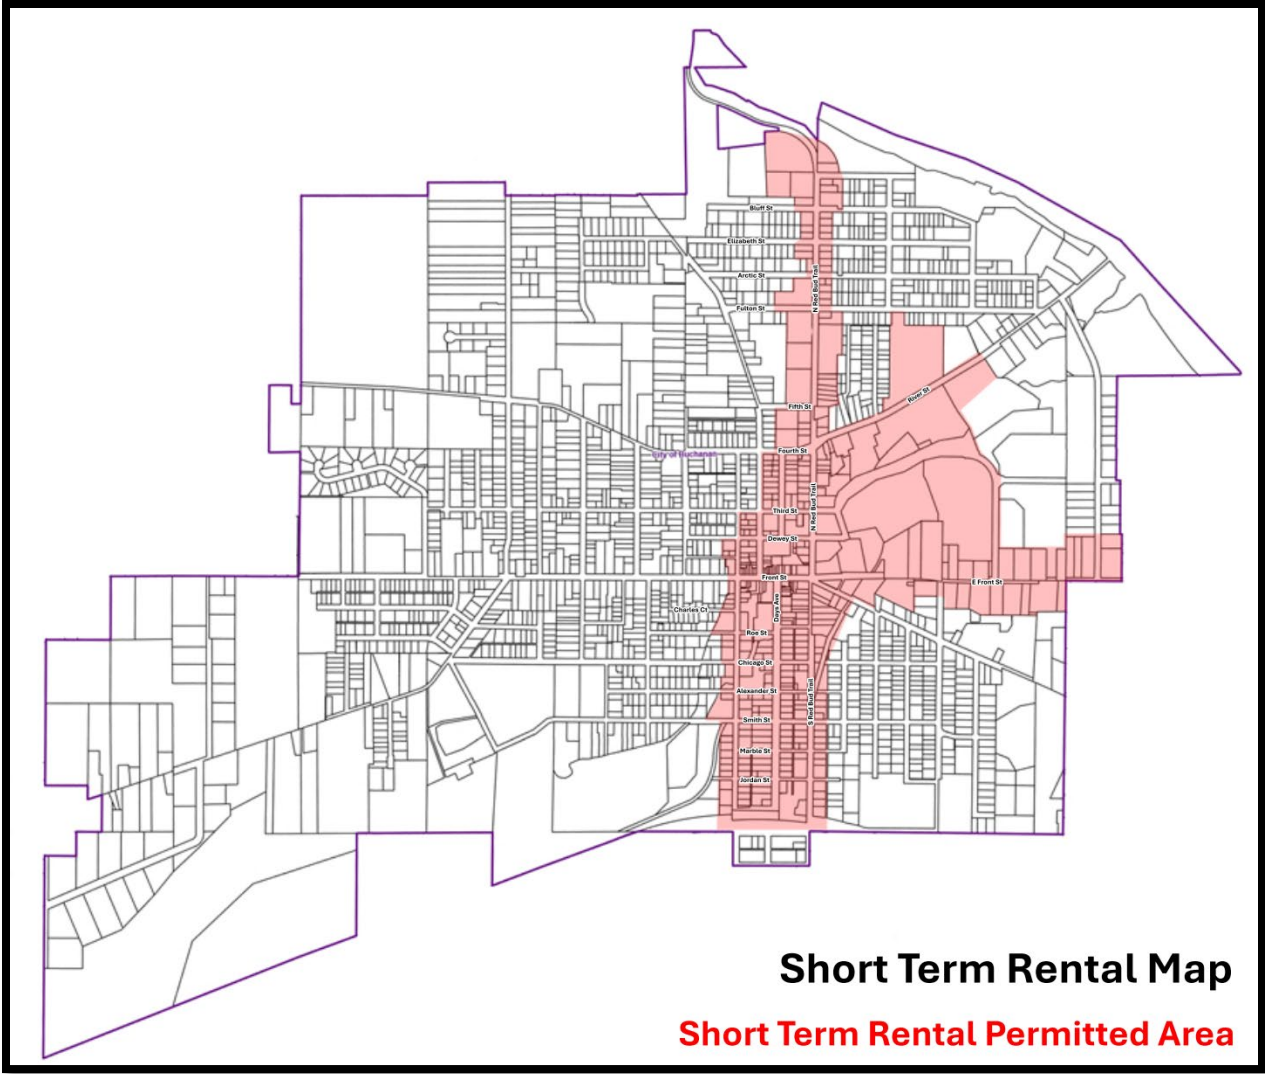 Bluff St
Elizabeth St
Arctic St
N Red Bud Trail
Fulton St
River St
Fifth St
Fourth St
City of Buchanan
N Red Bud Trail
Third St
Dewey St
Front St
E Front St
Days Ave
Charles Ct
Roe St
Chicago St
Alexander St
S Red Bud Trail
Smith St
Marble St
Jordan St
Short Term Rental Map
Short Term Rental Permitted Area